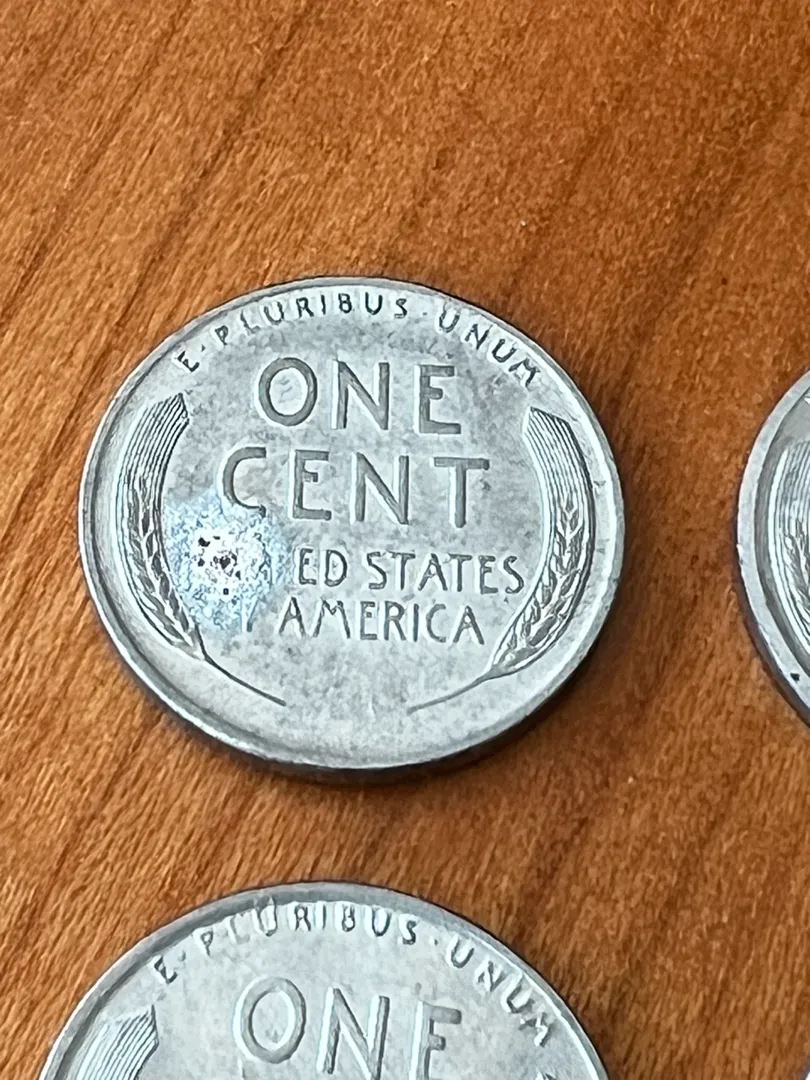 E·PLURIBUS·UNUM
ONE
CENT
ED STATES
AMERICA
E·PLURIBUS·UNUM
ONE